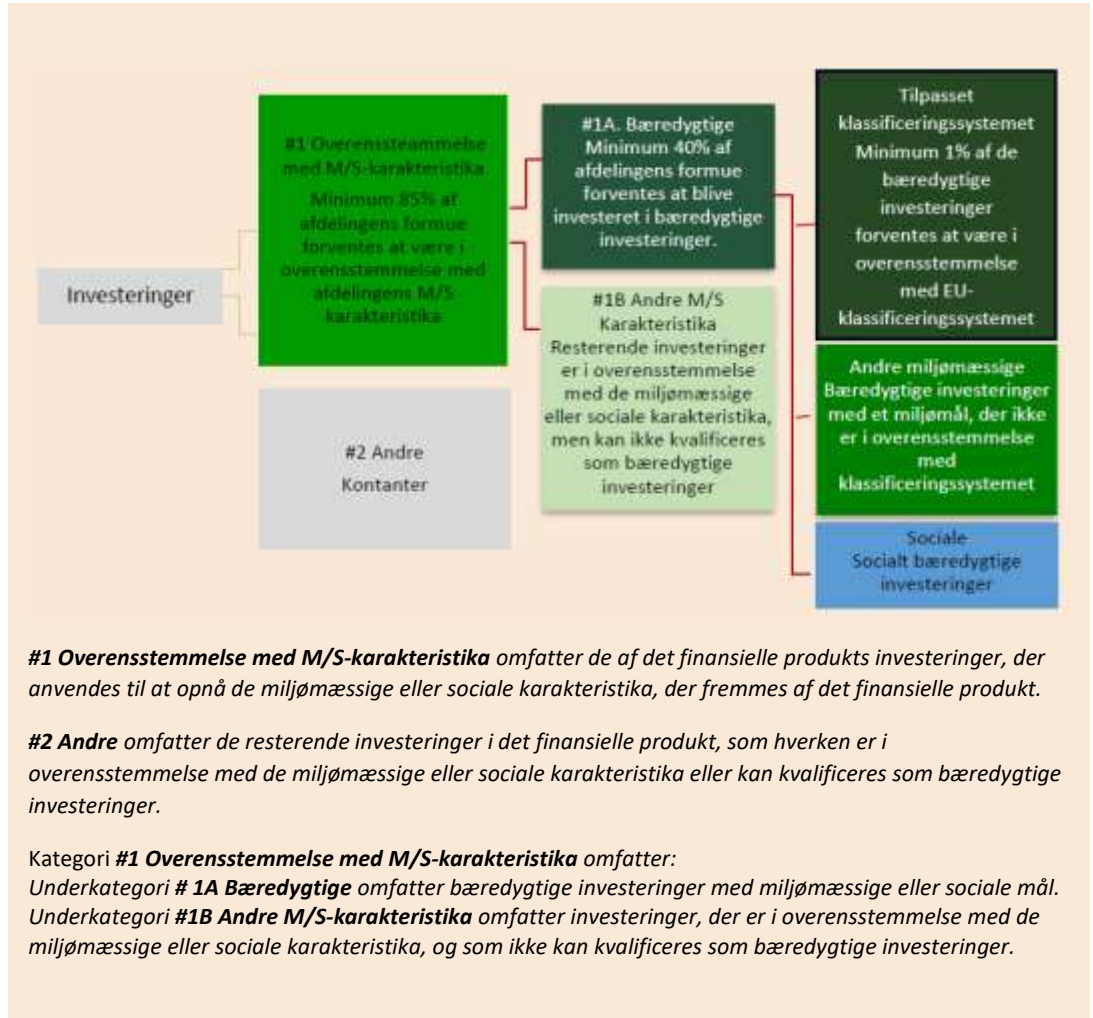 Investeringer
#1 Overenssteammelse
med M/S-karakteristika
Minimum 85% af
afdelingens formue
forventes at være i
overensstemmelse med
afdelingens M/S
karakteristika
#2 Andre
Kontanter
#1A. Bæredygtige
Minimum 40% af
afdelingens formue
forventes at blive
investeret i bæredygtige
investeringer.
#1B Andre M/S
Karakteristika
Resterende investeringer
er i overensstemmelse
med de miljømæssige
eller sociale karakteristika,
men kan ikke kvalificeres
som bæredygtige
investeringer
Tilpasset
klassificeringssystemet
Minimum 1% af de
bæredygtige
investeringer
forventes at være i
overensstemmelse
med EU-
klassificeringssystemet
Andre miljømæssige
Bæredygtige investeringer
med et miljømål, der ikke
er i overensstemmelse
med
klassificeringssystemet
Sociale
Socialt bæredygtige
investeringer
#1 Overensstemmelse med M/S-karakteristika omfatter de af det finansielle produkts investeringer, der
anvendes til at opnå de miljømæssige eller sociale karakteristika, der fremmes af det finansielle produkt.
#2 Andre omfatter de resterende investeringer i det finansielle produkt, som hverken er i
overensstemmelse med de miljømæssige eller sociale karakteristika eller kan kvalificeres som bæredygtige
investeringer.
Kategori #1 Overensstemmelse med M/S-karakteristika omfatter:
Underkategori # 1A Bæredygtige omfatter bæredygtige investeringer med miljømæssige eller sociale mål.
Underkategori #1B Andre M/S-karakteristika omfatter investeringer, der er i overensstemmelse med de
miljømæssige eller sociale karakteristika, og som ikke kan kvalificeres som bæredygtige investeringer.